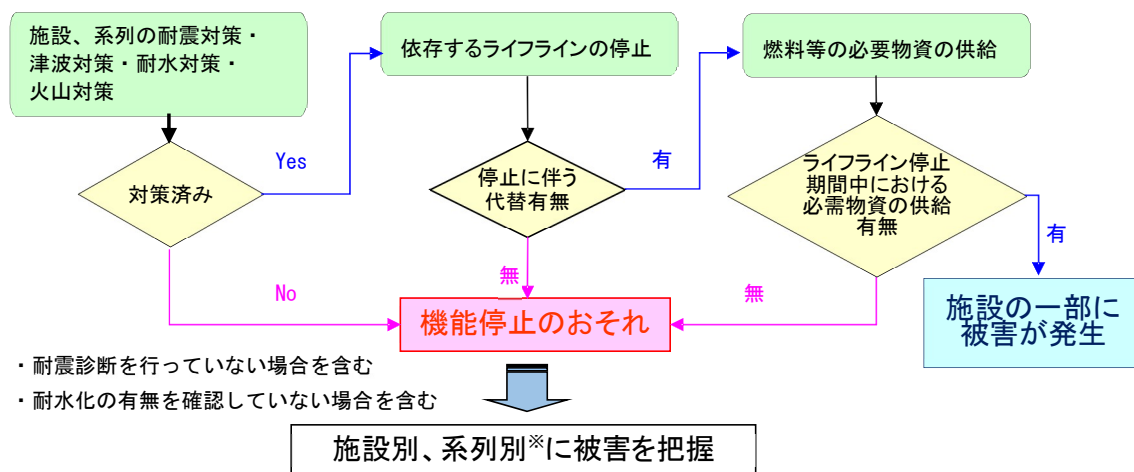 施設、系列の耐震対策・
津波対策・耐水対策・
火山対策
依存するライフラインの停止
燃料等の必要物資の供給
対策済み
Yes
停止に伴う
代替有無
有
ライフライン停止
期間中における
必需物資の供給
有無
有
No
無
無
機能停止のおそれ
施設の一部に
被害が発生
・耐震診断を行っていない場合を含む
・耐水化の有無を確認していない場合を含む
施設別、系列別※に被害を把握